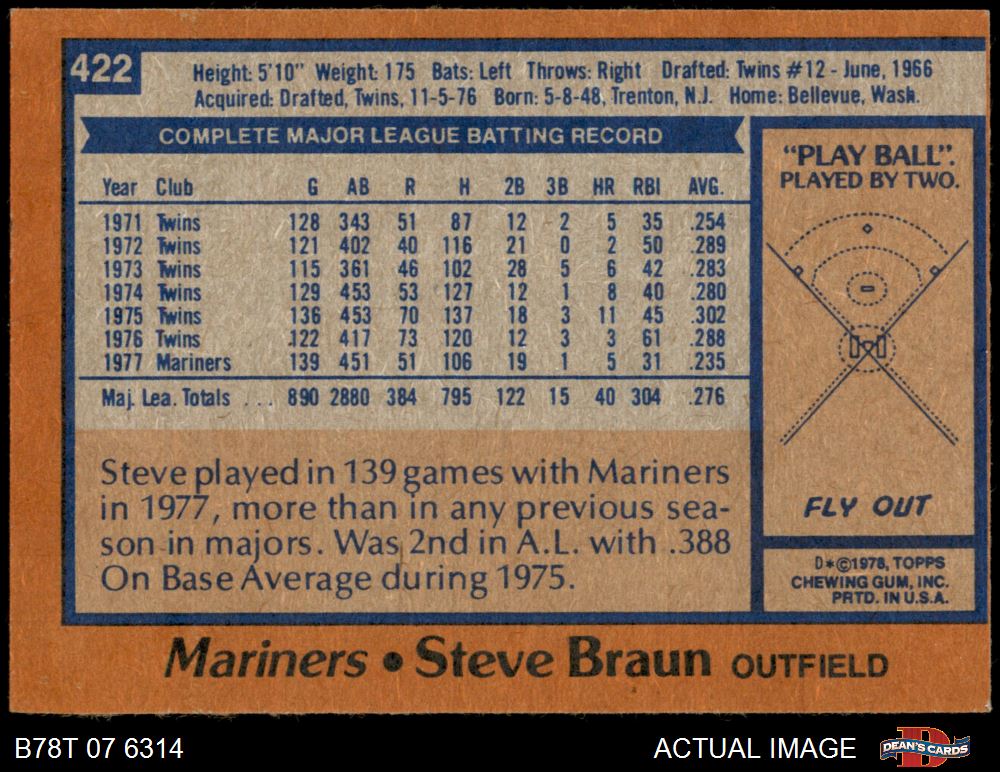 422
Height: 5'10" Weight: 175 Bats: Left Throws: Right Drafted: Twins #12 - June, 1966
Acquired: Drafted, Twins, 11-5-76 Born: 5-8-48, Trenton, N.J. Home: Bellevue, Wash.
COMPLETE MAJOR LEAGUE BATTING RECORD
Year Club G AB R H 2B 3B HR RBI AVG.
1971 Twins 128 343 51 87 12 2 5 35 .254
1972 Twins 121 402 40 116 21 0 2 50 .289
1973 Twins 115 361 46 102 28 5 6 42 .283
1974 Twins 129 453 53 127 12 1 8 40 .280
1975 Twins 136 453 70 137 18 3 11 45 .302
1976 Twins 122 417 73 120 12 3 3 61 .288
1977 Mariners 139 451 51 106 19 1 5 31 .235
Maj. Lea. Totals . . . 890 2880 384 795 122 15 40 304 .276
Steve played in 139 games with Mariners
in 1977, more than in any previous sea-
son in majors. Was 2nd in A.L. with .388
On Base Average during 1975.
"PLAY BALL".
PLAYED BY TWO.
FLY OUT
D*©1978, TOPPS
CHEWING GUM, INC.
PRTD. IN U.S.A.
Mariners • Steve Braun OUTFIELD
B78T 07 6314
ACTUAL IMAGE
D
DEAN'S CARDS